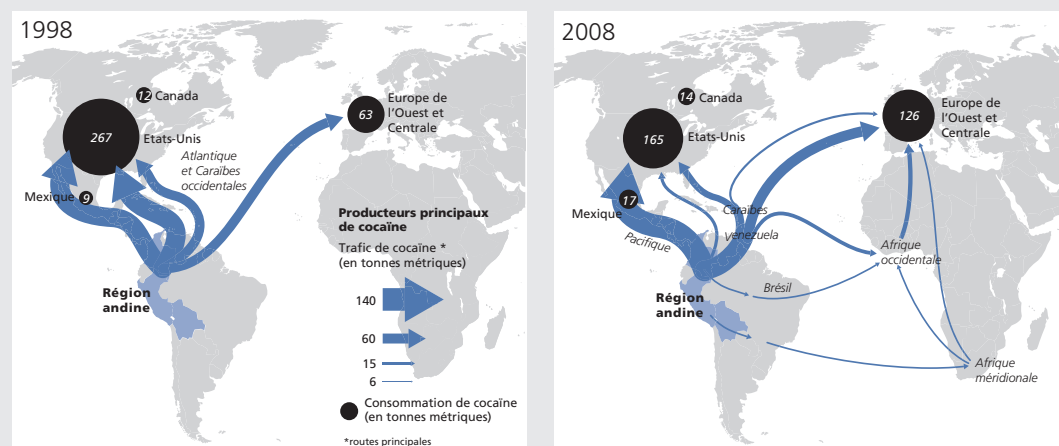 1998
12 Canada
267
Etats-Unis
Atlantique
et Caraïbes
occidentales
Mexique 9
63
Europe de
l'Ouest et
Centrale
Région
andine
Producteurs principaux
de cocaïne
Trafic de cocaïne *
(en tonnes métriques)
140
60
15
6
Consommation de cocaïne
(en tonnes métriques)
*routes principales
2008
14 Canada
165
Etats-Unis
126
Europe de
l'Ouest et
Centrale
17
Mexique
Pacifique
Caraïbes
Venezuela
Afrique
occidentale
Brésil
Région
andine
Afrique
méridionale